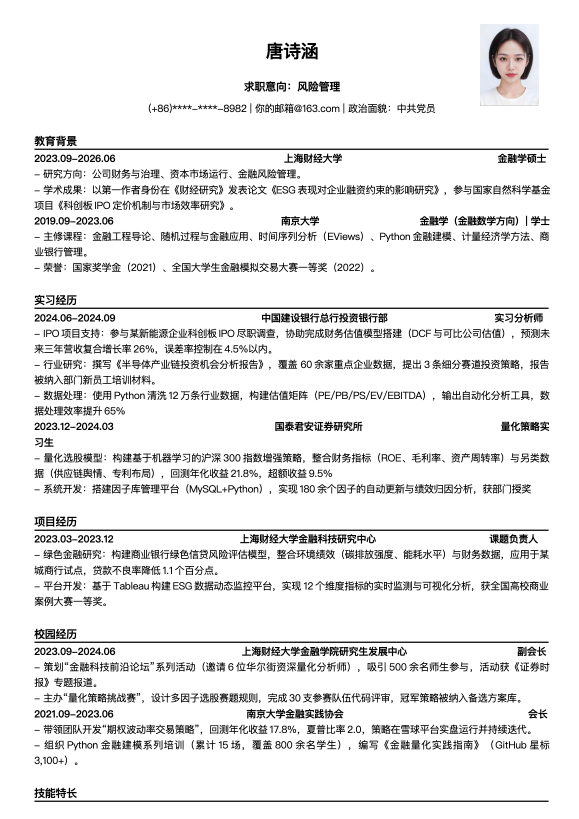 唐诗涵
求职意向：风险管理
(+86)****-****-8982 | 你的邮箱@163.com | 政治面貌：中共党员
教育背景
2023.09-2026.06 上海财经大学 金融学硕士
– 研究方向：公司财务与治理、资本市场运行、金融风险管理。
– 学术成果：以第一作者身份在《财经研究》发表论文《ESG 表现对企业融资约束的影响研究》，参与国家自然科学基金
项目《科创板 IPO 定价机制与市场效率研究》。
2019.09-2023.06 南京大学 金融学（金融数学方向）| 学士
– 主修课程：金融工程导论、随机过程与金融应用、时间序列分析（EViews）、Python 金融建模、计量经济学方法、商
业银行管理。
– 荣誉：国家奖学金（2021）、全国大学生金融模拟交易大赛一等奖（2022）。
实习经历
2024.06-2024.09 中国建设银行总行投资银行部 实习分析师
– IPO 项目支持：参与某新能源企业科创板 IPO 尽职调查，协助完成财务估值模型搭建（DCF 与可比公司估值），预测未
来三年营收复合增长率 26%，误差率控制在 4.5%以内。
– 行业研究：撰写《半导体产业链投资机会分析报告》，覆盖 60 余家重点企业数据，提出 3 条细分赛道投资策略，报告
被纳入部门新员工培训材料。
– 数据处理：使用 Python 清洗 12 万条行业数据，构建估值矩阵（PE/PB/PS/EV/EBITDA），输出自动化分析工具，数
据处理效率提升 65%
2023.12-2024.03 国泰君安证券研究所 量化策略实
习生
– 量化选股模型：构建基于机器学习的沪深 300 指数增强策略，整合财务指标（ROE、毛利率、资产周转率）与另类数
据（供应链舆情、专利布局），回测年化收益 21.8%，超额收益 9.5%
– 系统开发：搭建因子库管理平台（MySQL+Python），实现 180 余个因子的自动更新与绩效归因分析，获部门授奖
项目经历
2023.03-2023.12 上海财经大学金融科技研究中心 课题负责人
– 绿色金融研究：构建商业银行绿色信贷风险评估模型，整合环境绩效（碳排放强度、能耗水平）与财务数据，应用于某
城商行试点，贷款不良率降低 1.1 个百分点。
– 平台开发：基于 Tableau 构建 ESG 数据动态监控平台，实现 12 个维度指标的实时监测与可视化分析，获全国高校商业
案例大赛一等奖。
校园经历
2023.09-2024.06 上海财经大学金融学院研究生发展中心 副会长
– 策划“金融科技前沿论坛”系列活动（邀请 6 位华尔街资深量化分析师），吸引 500 余名师生参与，活动获《证券时
报》专题报道。
– 主办“量化策略挑战赛”，设计多因子选股赛题规则，完成 30 支参赛队伍代码评审，冠军策略被纳入备选方案库。
2021.09-2023.06 南京大学金融实践协会 会长
– 带领团队开发“期权波动率交易策略”，回测年化收益 17.8%，夏普比率 2.0，策略在雪球平台实盘运行并持续迭代。
– 组织 Python 金融建模系列培训（累计 15 场，覆盖 800 余名学生），编写《金融量化实践指南》（GitHub 星标
3,100+）。
技能特长